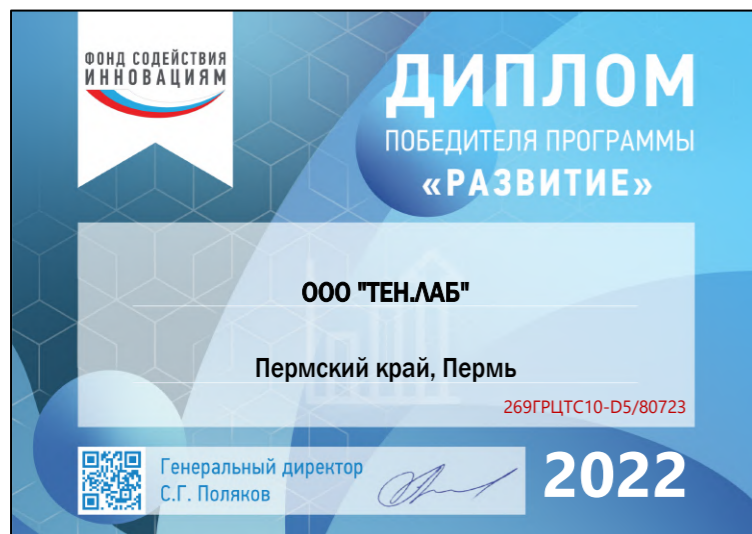 ФОНД СОДЕЙСТВИЯ
ИННОВАЦИЯМ
ДИПЛОМ
ПОБЕДИТЕЛЯ ПРОГРАММЫ
«РАЗВИТИЕ»
ООО "ТЕН.ЛАБ"
Пермский край, Пермь
269ГРЦТС10-D5/80723
Генеральный директор
С.Г. Поляков
2022